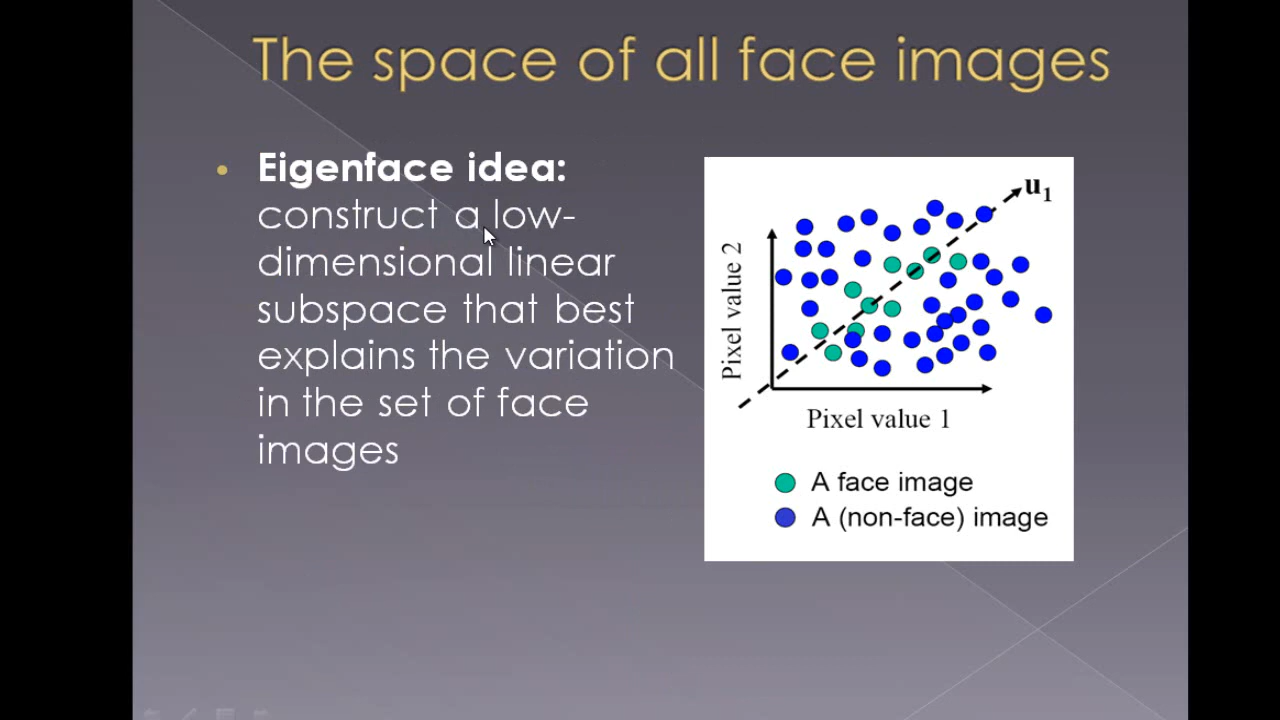 The space of all face images
• Eigenface idea:
construct a low-
dimensional linear
subspace that best
explains the variation
in the set of face
images
u1
Pixel value 2
Pixel value 1
A face image
A (non-face) image